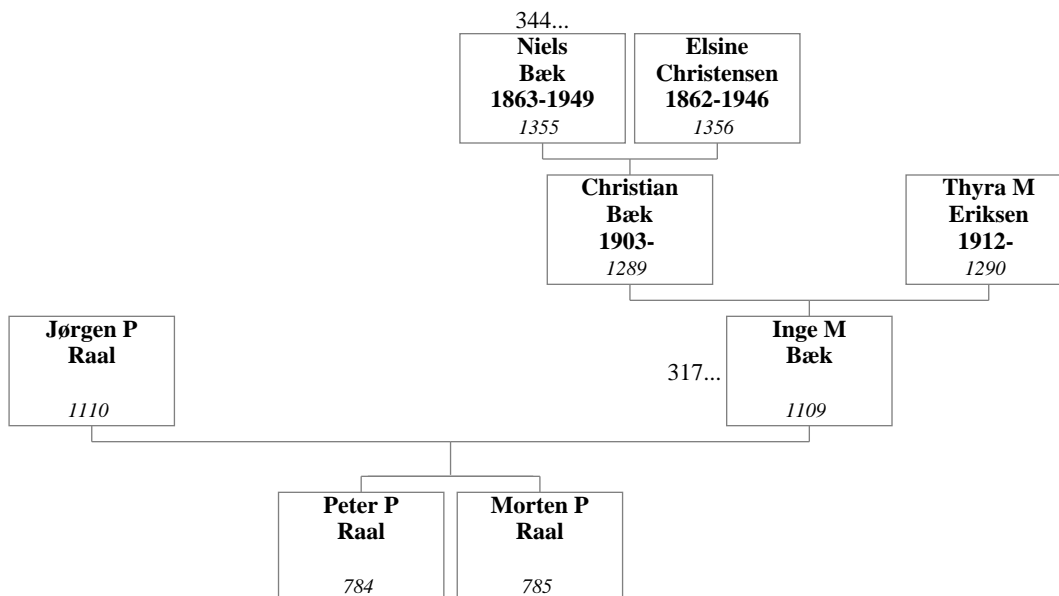 344...
Niels
Bæk
1863-1949
1355
Elsine
Christensen
1862-1946
1356
Christian
Bæk
1903-
1289
Thyra M
Eriksen
1912-
1290
Jørgen P
Raal
1110
317...
Inge M
Bæk
1109
Peter P
Raal
784
Morten P
Raal
785